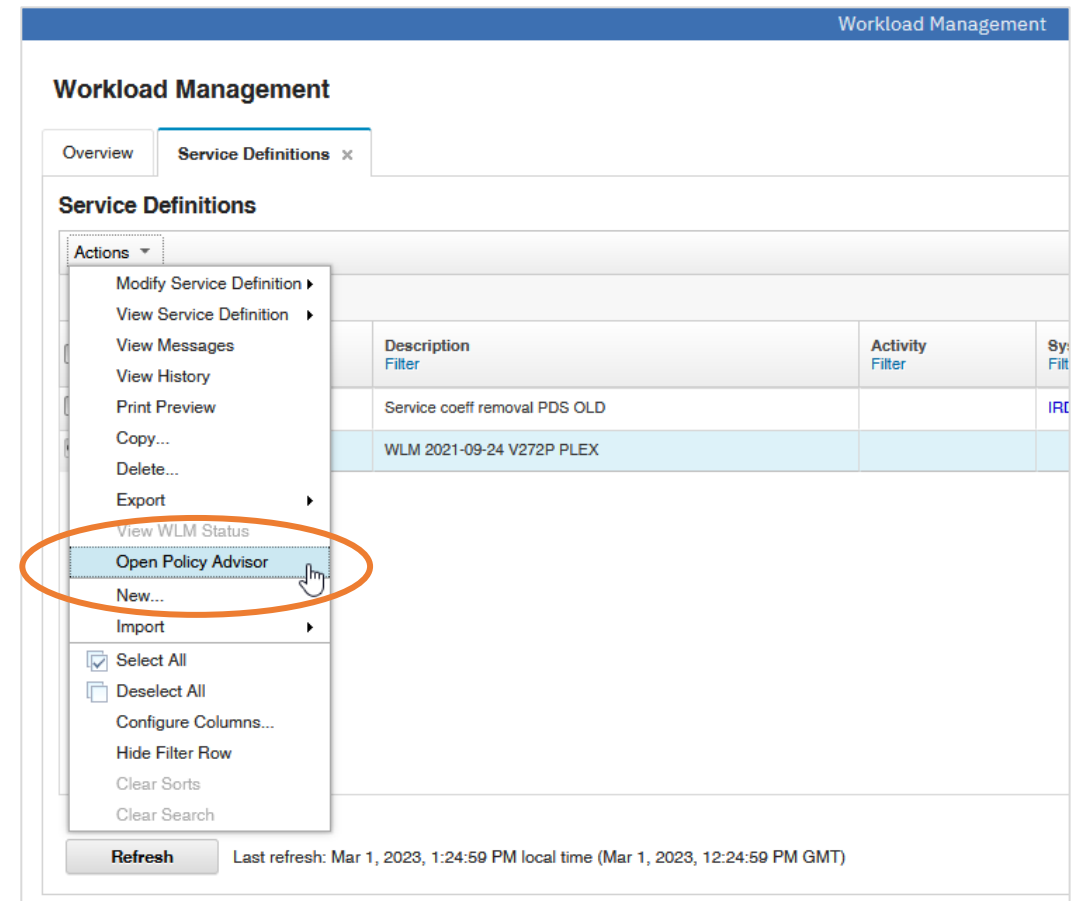 Workload Management
Workload Management
Overview
Service Definitions ×
Service Definitions
Actions
Modify Service Definition
View Service Definition
View Messages
View History
Print Preview
Copy...
Delete...
Export
View WLM Status
Open Policy Advisor
New...
Import
Select All
Deselect All
Configure Columns...
Hide Filter Row
Clear Sorts
Clear Search
Description
Filter
Activity
Filter
Service coeff removal PDS OLD
WLM 2021-09-24 V272P PLEX
Refresh
Last refresh: Mar 1, 2023, 1:24:59 PM local time (Mar 1, 2023, 12:24:59 PM GMT)